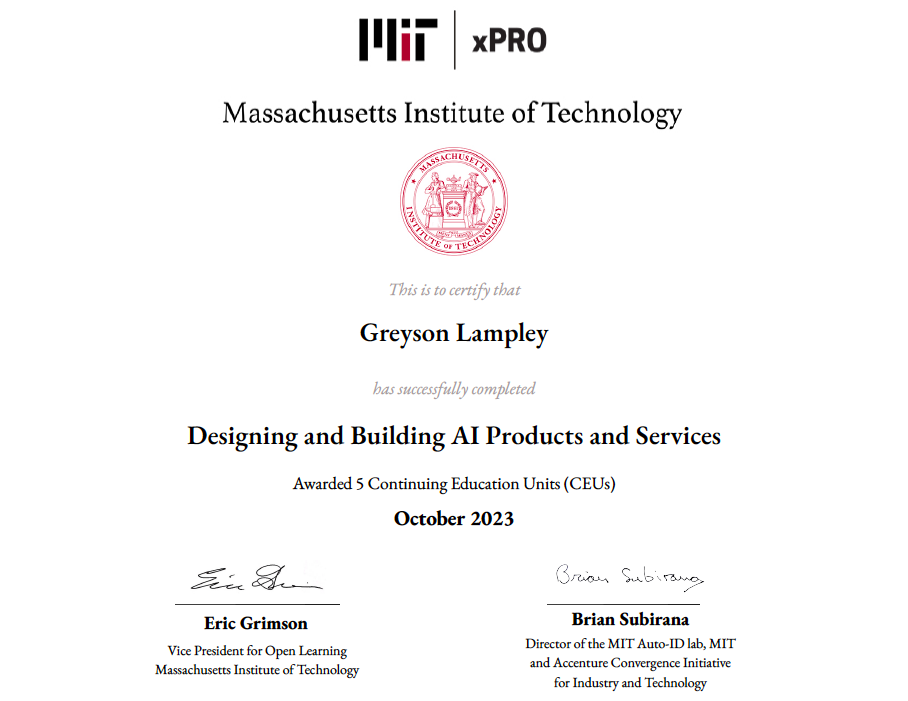 MIT xPRO
Massachusetts Institute of Technology
MASSACHUSETTS
INSTITUTE OF TECHNOLOGY
1861
This is to certify that
Greyson Lampley
has successfully completed
Designing and Building AI Products and Services
Awarded 5 Continuing Education Units (CEUs)
October 2023
Eric Grimson
Vice President for Open Learning
Massachusetts Institute of Technology
Brian Subirana
Brian Subirana
Director of the MIT Auto-ID lab, MIT
and Accenture Convergence Initiative
for Industry and Technology